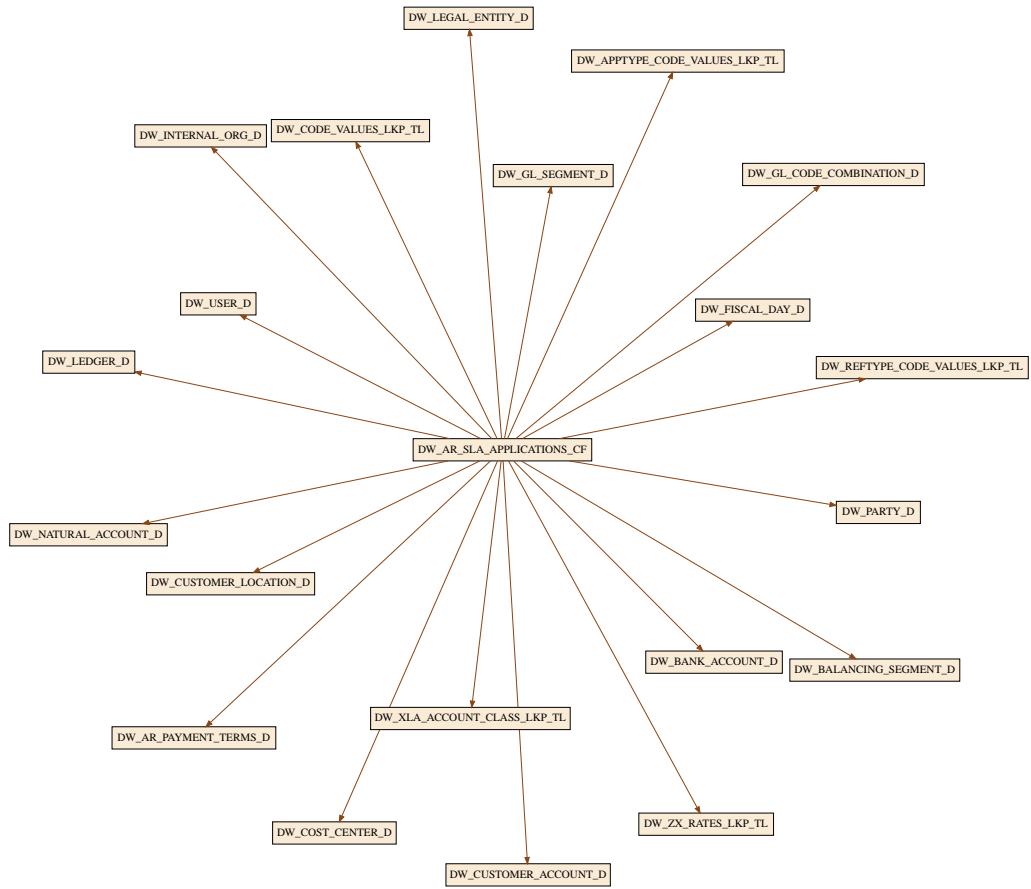 DW_LEGAL_ENTITY_D
DW_APPTYPE_CODE_VALUES_LKP_TL
DW_CODE_VALUES_LKP_TL
DW_INTERNAL_ORG_D
DW_GL_SEGMENT_D
DW_GL_CODE_COMBINATION_D
DW_USER_D
DW_FISCAL_DAY_D
DW_LEDGER_D
DW_REFTYPE_CODE_VALUES_LKP_TL
DW_AR_SLA_APPLICATIONS_CF
DW_PARTY_D
DW_NATURAL_ACCOUNT_D
DW_CUSTOMER_LOCATION_D
DW_BANK_ACCOUNT_D
DW_BALANCING_SEGMENT_D
DW_XLA_ACCOUNT_CLASS_LKP_TL
DW_AR_PAYMENT_TERMS_D
DW_ZX_RATES_LKP_TL
DW_COST_CENTER_D
DW_CUSTOMER_ACCOUNT_D